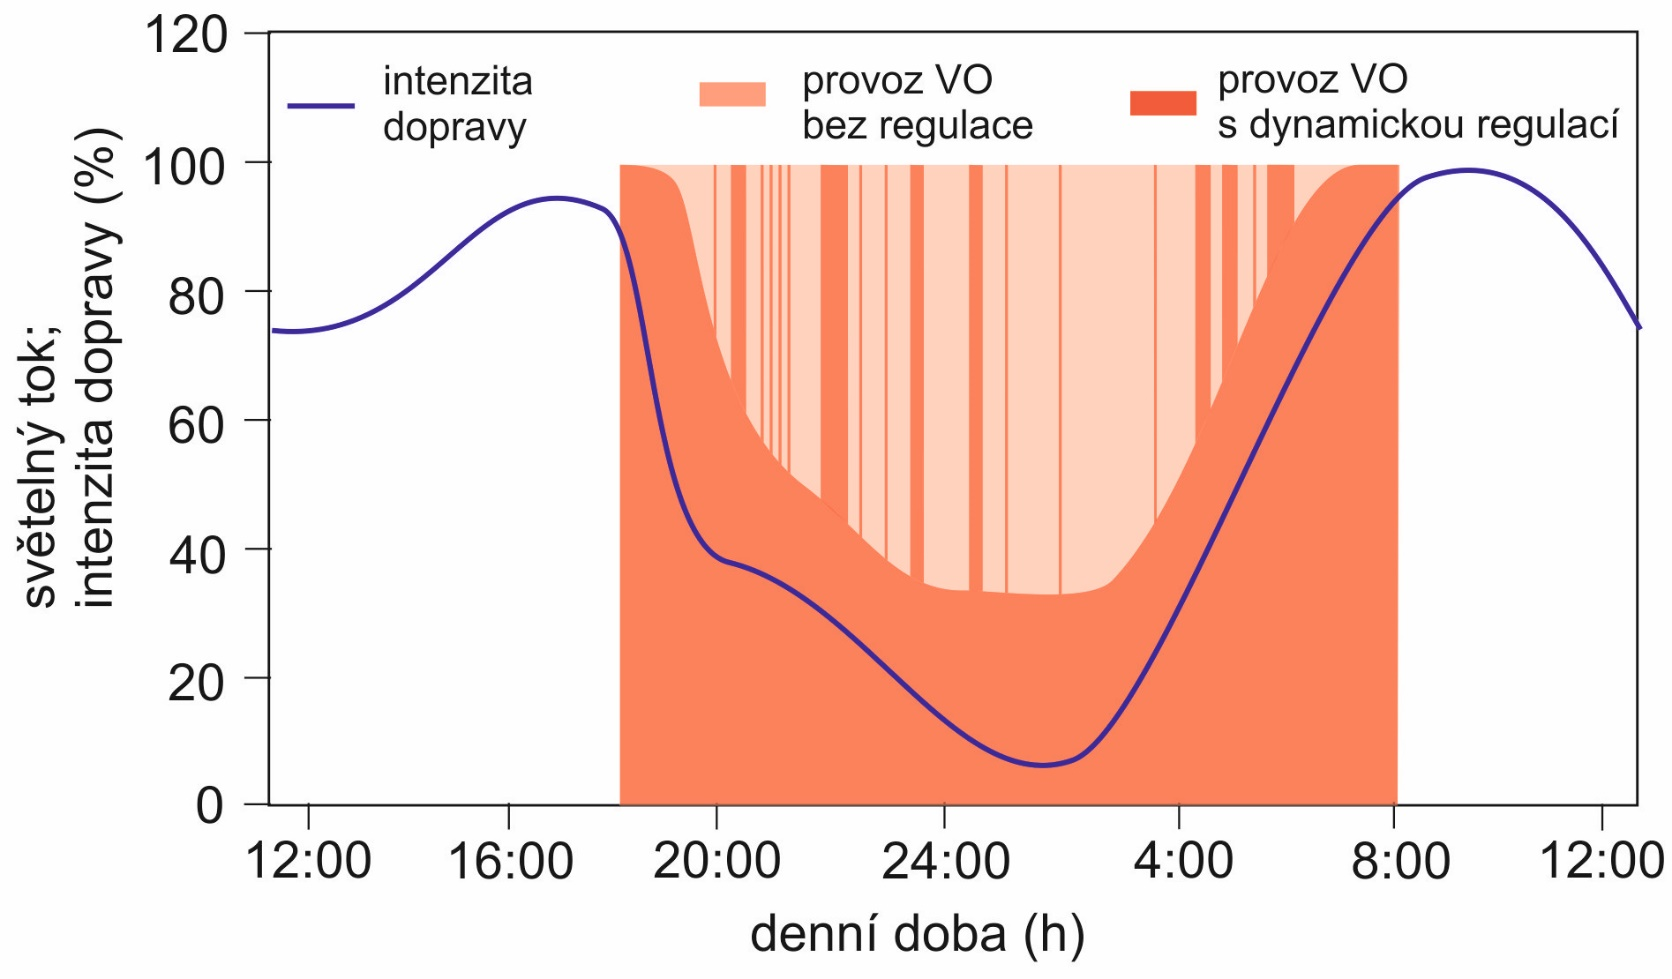 120
100
80
60
40
20
0
světelný tok;
intenzita dopravy (%)
intenzita
dopravy
provoz VO
bez regulace
provoz VO
s dynamickou regulací
12:00 16:00 20:00 24:00 4:00 8:00 12:00
denní doba (h)